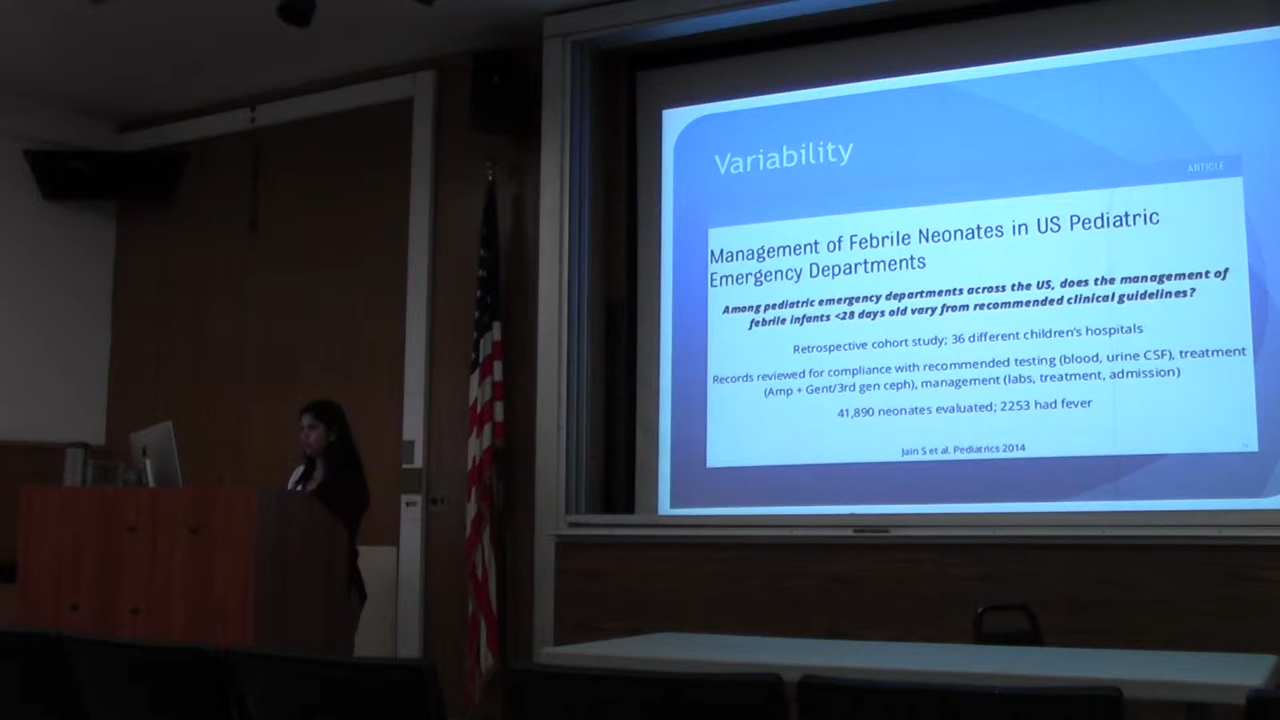 Variability
ARTICLE
Management of Febrile Neonates in US Pediatric
Emergency Departments
Among pediatric emergency departments across the US, does the management of
febrile infants <28 days old vary from recommended clinical guidelines?
Retrospective cohort study; 36 different children's hospitals
Records reviewed for compliance with recommended testing (blood, urine CSF), treatment
(Amp + Gent/3rd gen ceph), management (labs, treatment, admission)
41,890 neonates evaluated; 2253 had fever
Jain S et al. Pediatrics 2014